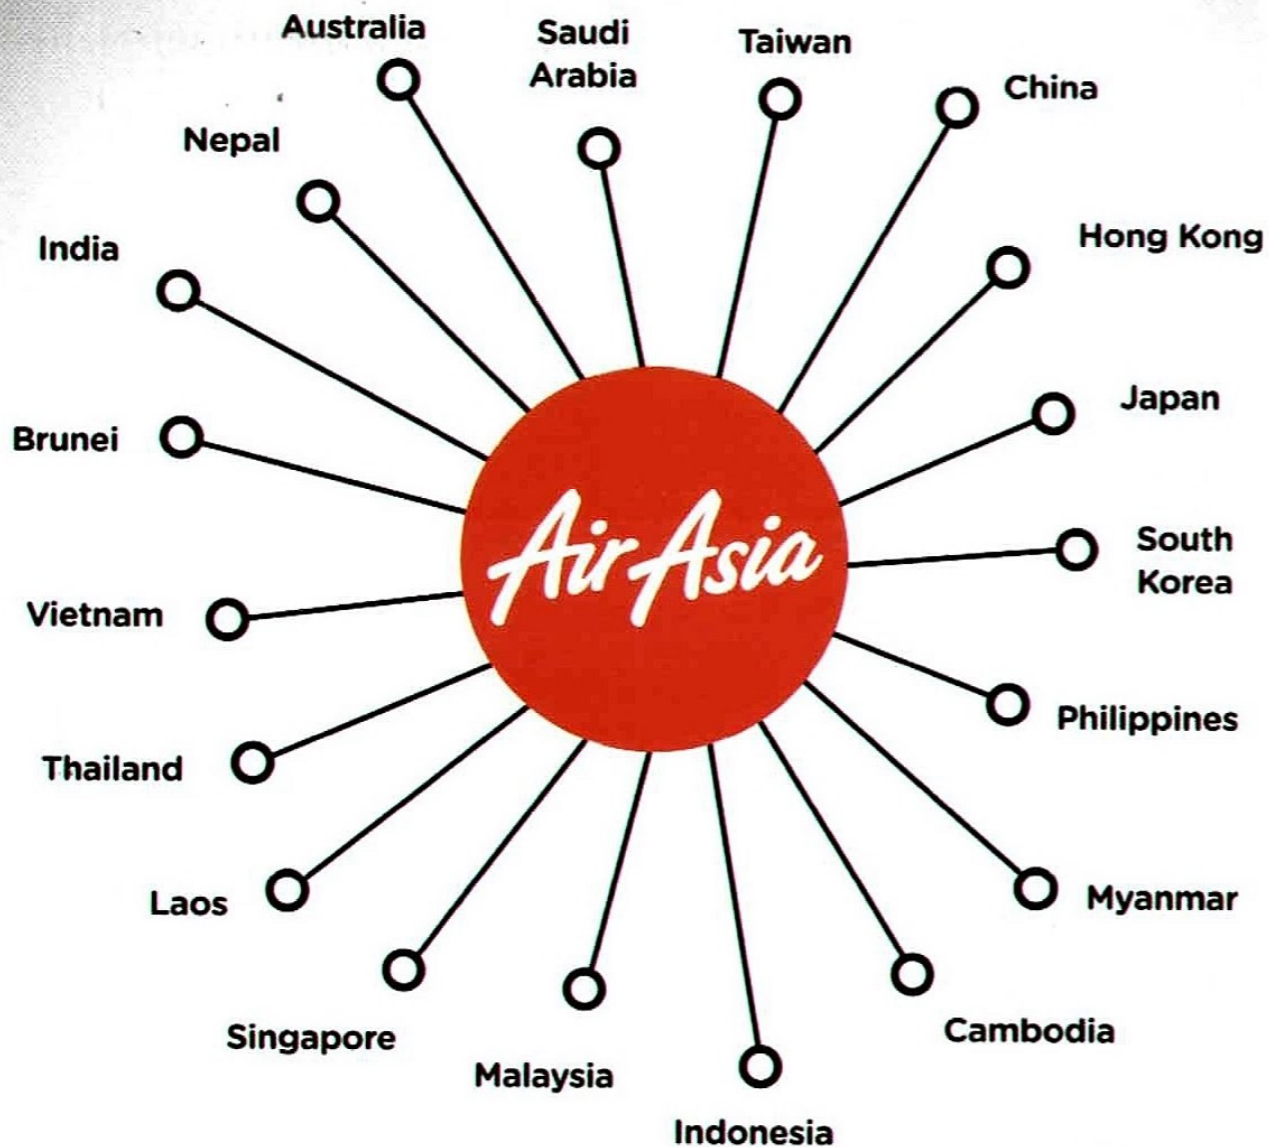 Australia
Saudi
Arabia
Taiwan
China
Nepal
Hong Kong
India
Japan
Brunei
AirAsia
South
Korea
Vietnam
Philippines
Thailand
Laos
Myanmar
Singapore
Cambodia
Malaysia
Indonesia